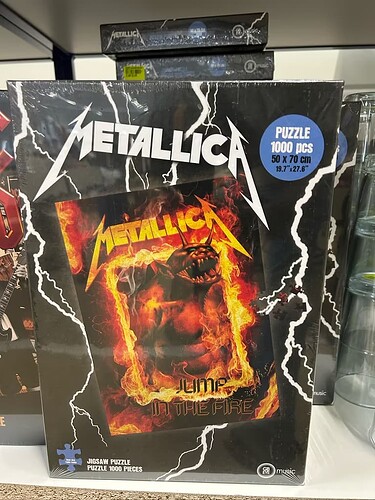 METALLICA
METALLICA
PUZZLE
1000 pcs
50 x 70 cm
19.7"x27.6"
METALLICA
JUMP
IN THE FIRE
JIGSAW PUZZLE
PUZZLE 1000 PIECES
music